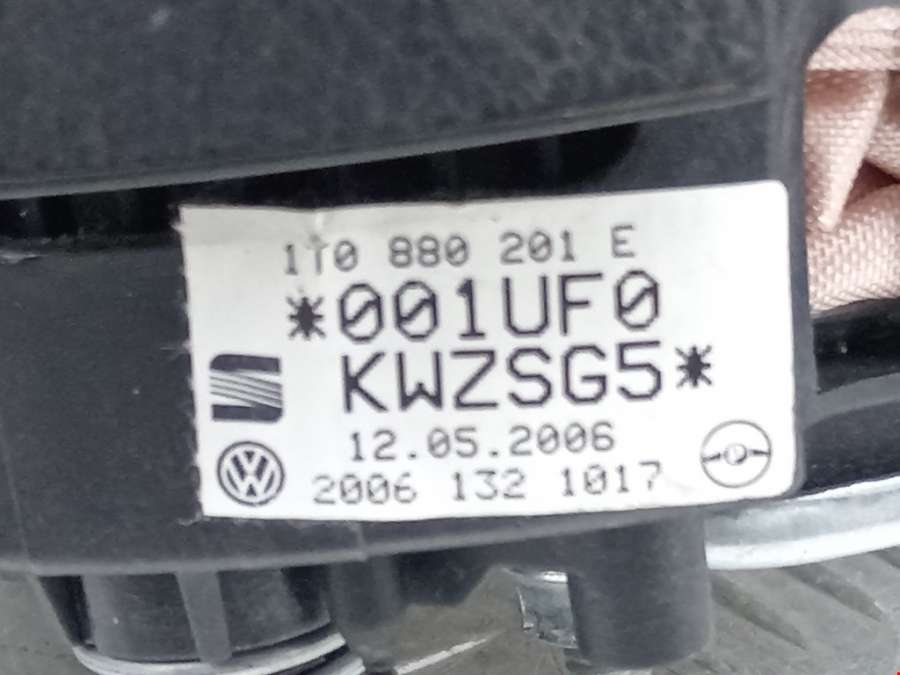 1T0 880 201 E
*001UF0
KWZSG5*
12.05.2006
2006 132 1017